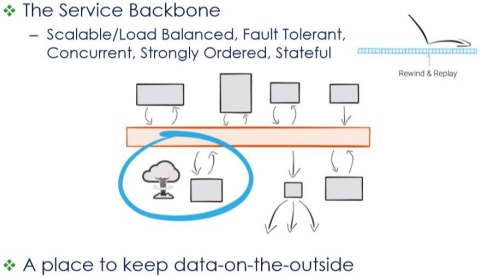 The Service Backbone
– Scalable/Load Balanced, Fault Tolerant,
Concurrent, Strongly Ordered, Stateful
Rewind & Replay
A place to keep data-on-the-outside